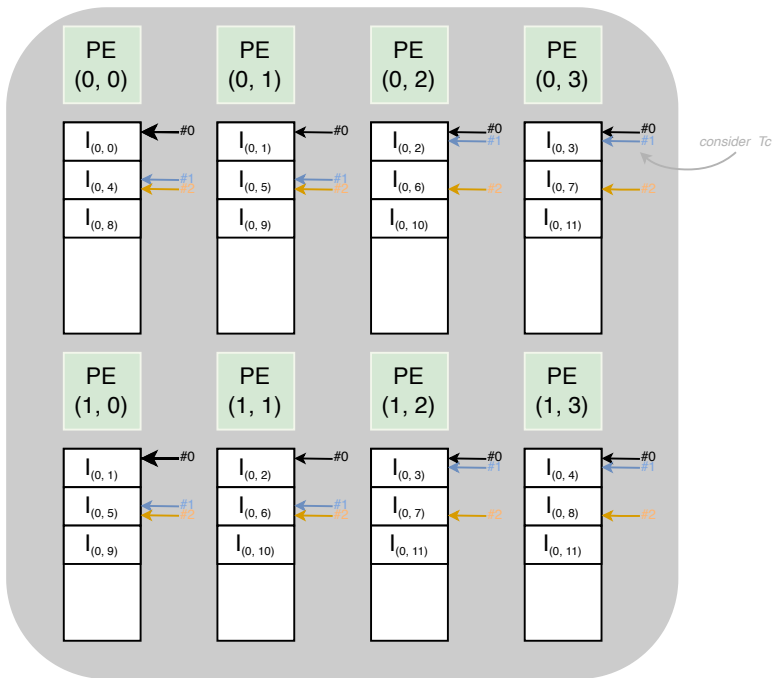 PE PE PE PE
(0, 0) (0, 1) (0, 2) (0, 3)
I(0, 0) #0 I(0, 1) #0 I(0, 2) #0 #1 I(0, 3) #0 #1 consider Tc
I(0, 4) #1 #2 I(0, 5) #1 #2 I(0, 6) #2 I(0, 7) #2
I(0, 8) I(0, 9) I(0, 10) I(0, 11)
PE PE PE PE
(1, 0) (1, 1) (1, 2) (1, 3)
I(0, 1) #0 I(0, 2) #0 I(0, 3) #0 #1 I(0, 4) #0 #1
I(0, 5) #1 #2 I(0, 6) #1 #2 I(0, 7) #2 I(0, 8) #2
I(0, 9) I(0, 10) I(0, 11) I(0, 11)